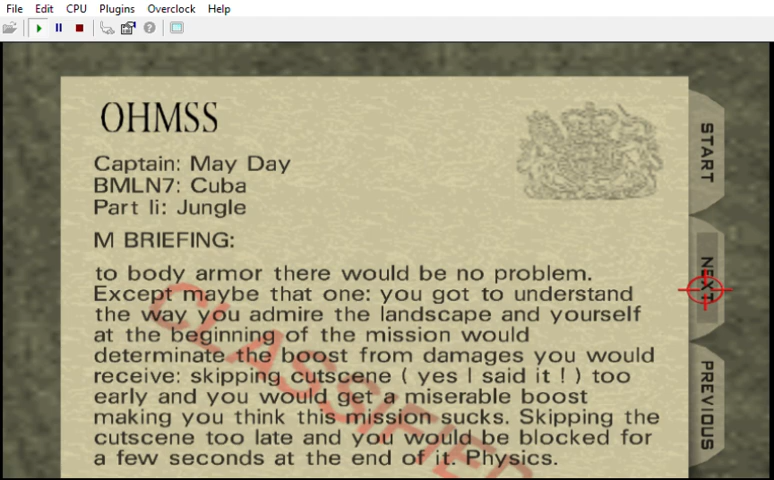 File Edit CPU Plugins Overclock Help
OHMSS
Captain: May Day
BMLN7: Cuba
Part Ii: Jungle
M BRIEFING:
to body armor there would be no problem.
Except maybe that one: you got to understand
the way you admire the landscape and yourself
at the beginning of the mission would
determinate the boost from damages you would
receive: skipping cutscene ( yes I said it ! ) too
early and you would get a miserable boost
making you think this mission sucks. Skipping the
cutscene too late and you would be blocked for
a few seconds at the end of it. Physics.
CLASSIFIED
START
NEXT
PREVIOUS